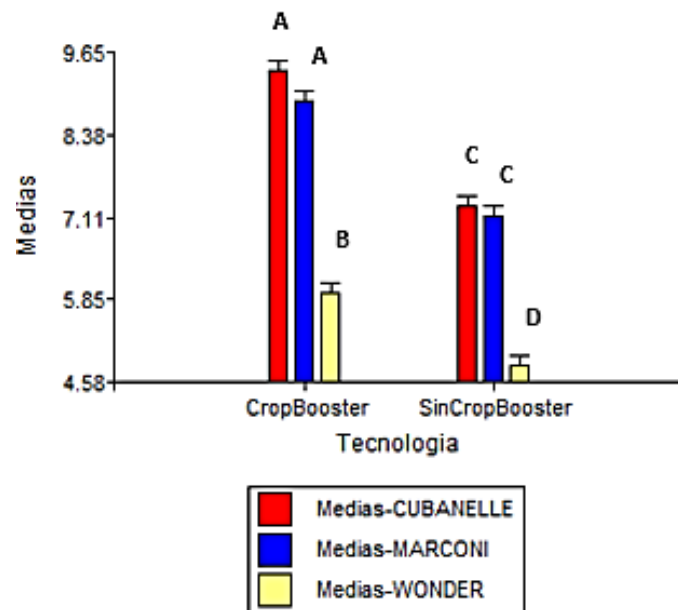 A
9.65
A
8.38
C
C
7.11
Medias
B
5.85
D
4.58
CropBooster
SinCropBooster
Tecnologia
Medias-CUBANELLE
Medias-MARCONI
Medias-WONDER